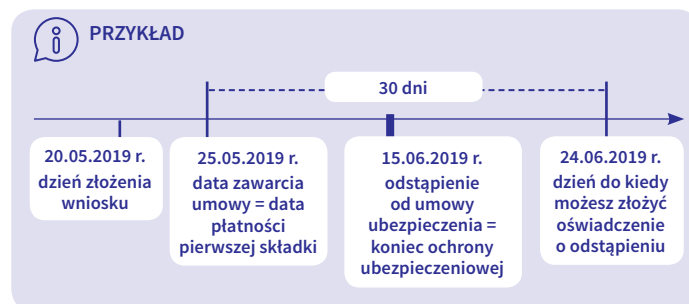 PRZYKŁAD
30 dni
20.05.2019 r.
dzień złożenia
wniosku
25.05.2019 r.
data zawarcia
umowy = data
płatności
pierwszej składki
15.06.2019 r.
odstąpienie
od umowy
ubezpieczenia =
koniec ochrony
ubezpieczeniowej
24.06.2019 r.
dzień do kiedy
możesz złożyć
oświadczenie
o odstąpieniu